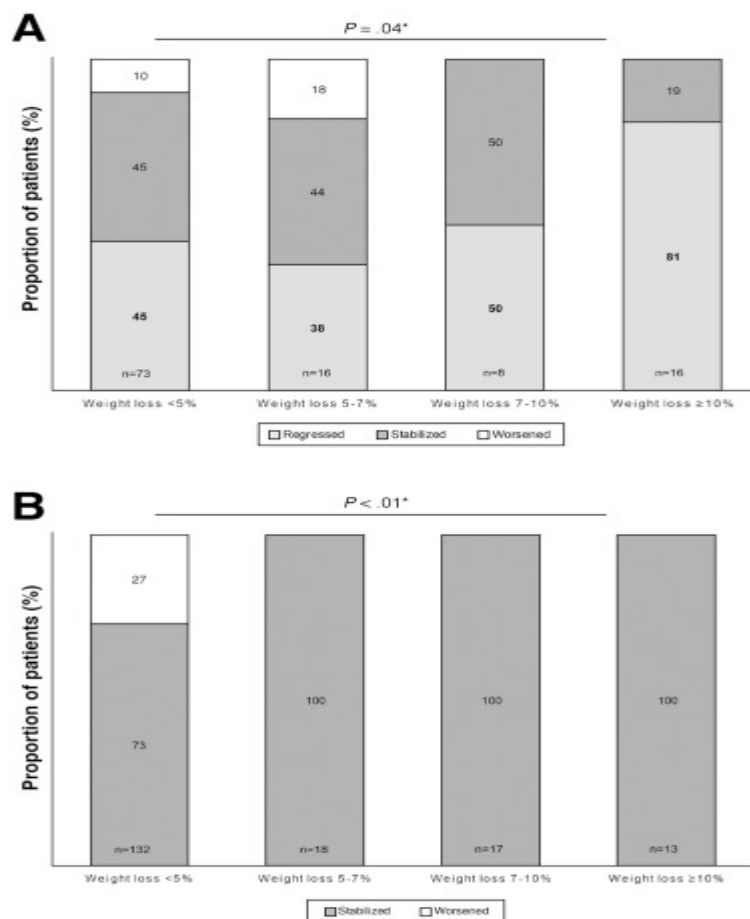 A
P = .04*
Proportion of patients (%)
10
18
45
44
50
19
45
38
50
81
n=73
n=16
n=8
n=16
Weight loss <5%
Weight loss 5-7%
Weight loss 7-10%
Weight loss ≥10%
Regressed Stabilized Worsened
B
P < .01*
Proportion of patients (%)
27
73
100
100
100
n=132
n=18
n=17
n=13
Weight loss <5%
Weight loss 5-7%
Weight loss 7-10%
Weight loss ≥10%
Stabilized Worsened